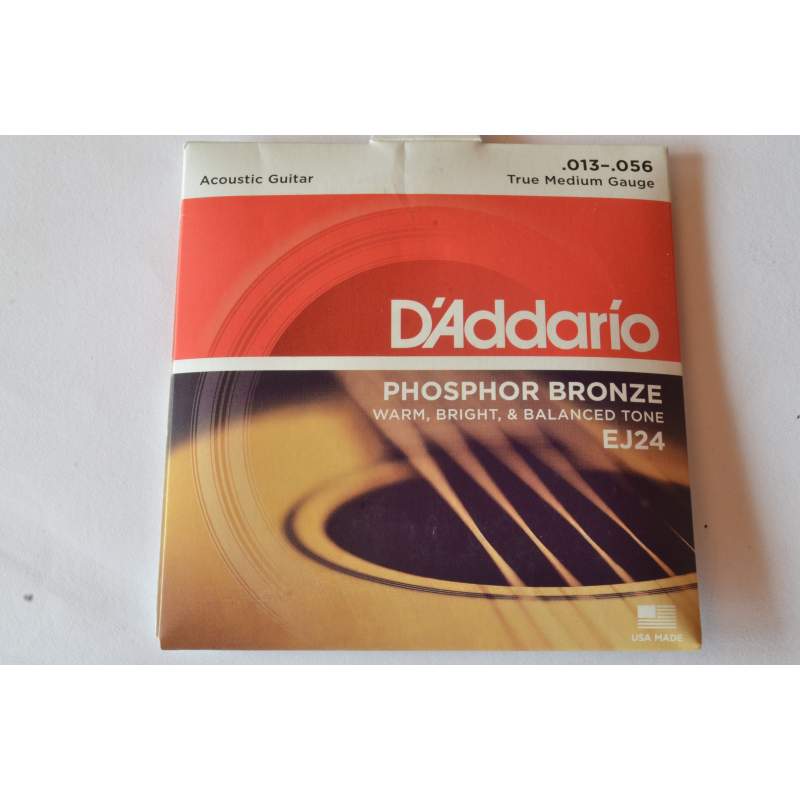 Acoustic Guitar
.013–.056
True Medium Gauge
D'Addario
PHOSPHOR BRONZE
WARM, BRIGHT, & BALANCED TONE
EJ24
USA MADE